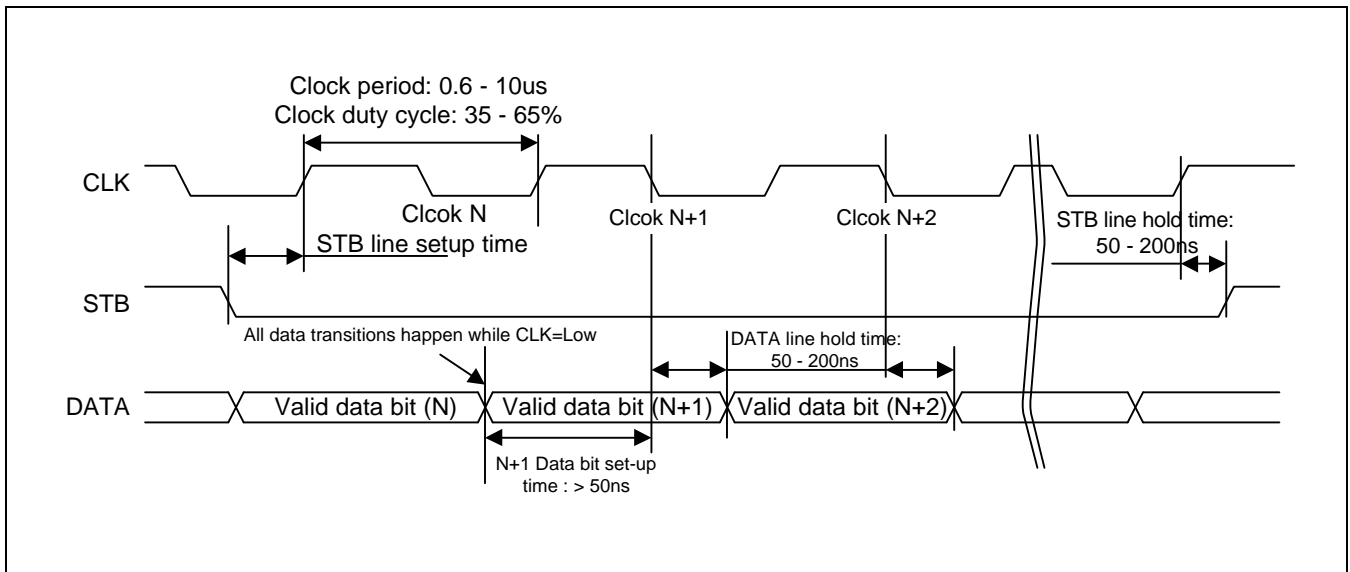 Clock period: 0.6 - 10us
Clock duty cycle: 35 - 65%
CLK
Clcok N
Clcok N+1
Clcok N+2
STB line setup time
STB line hold time:
50 - 200ns
STB
All data transitions happen while CLK=Low
DATA line hold time:
50 - 200ns
DATA
Valid data bit (N)
Valid data bit (N+1)
Valid data bit (N+2)
N+1 Data bit set-up
time : > 50ns